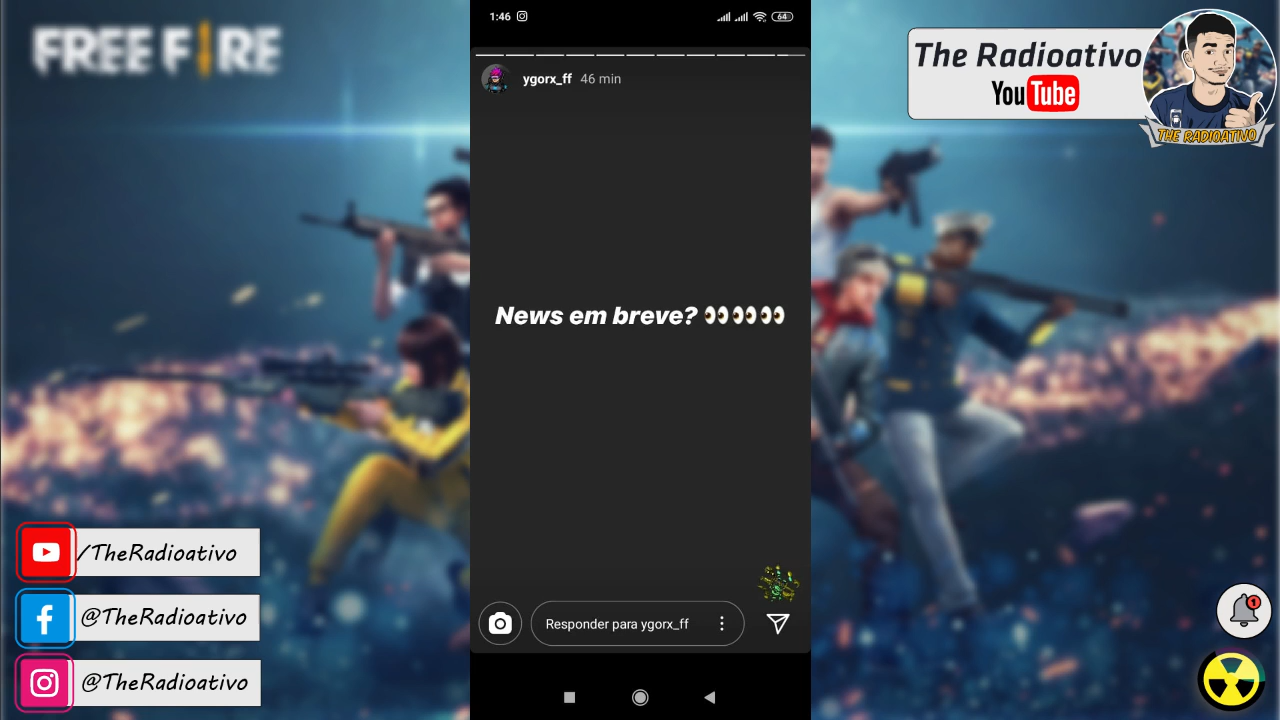 FREE FIRE
1:46
64
ygorx_ff 46 min
The Radioativo
YouTube
THE RADIOATIVO
News em breve? 👀👀👀
/TheRadioativo
@TheRadioativo
@TheRadioativo
Responder para ygorx_ff
1